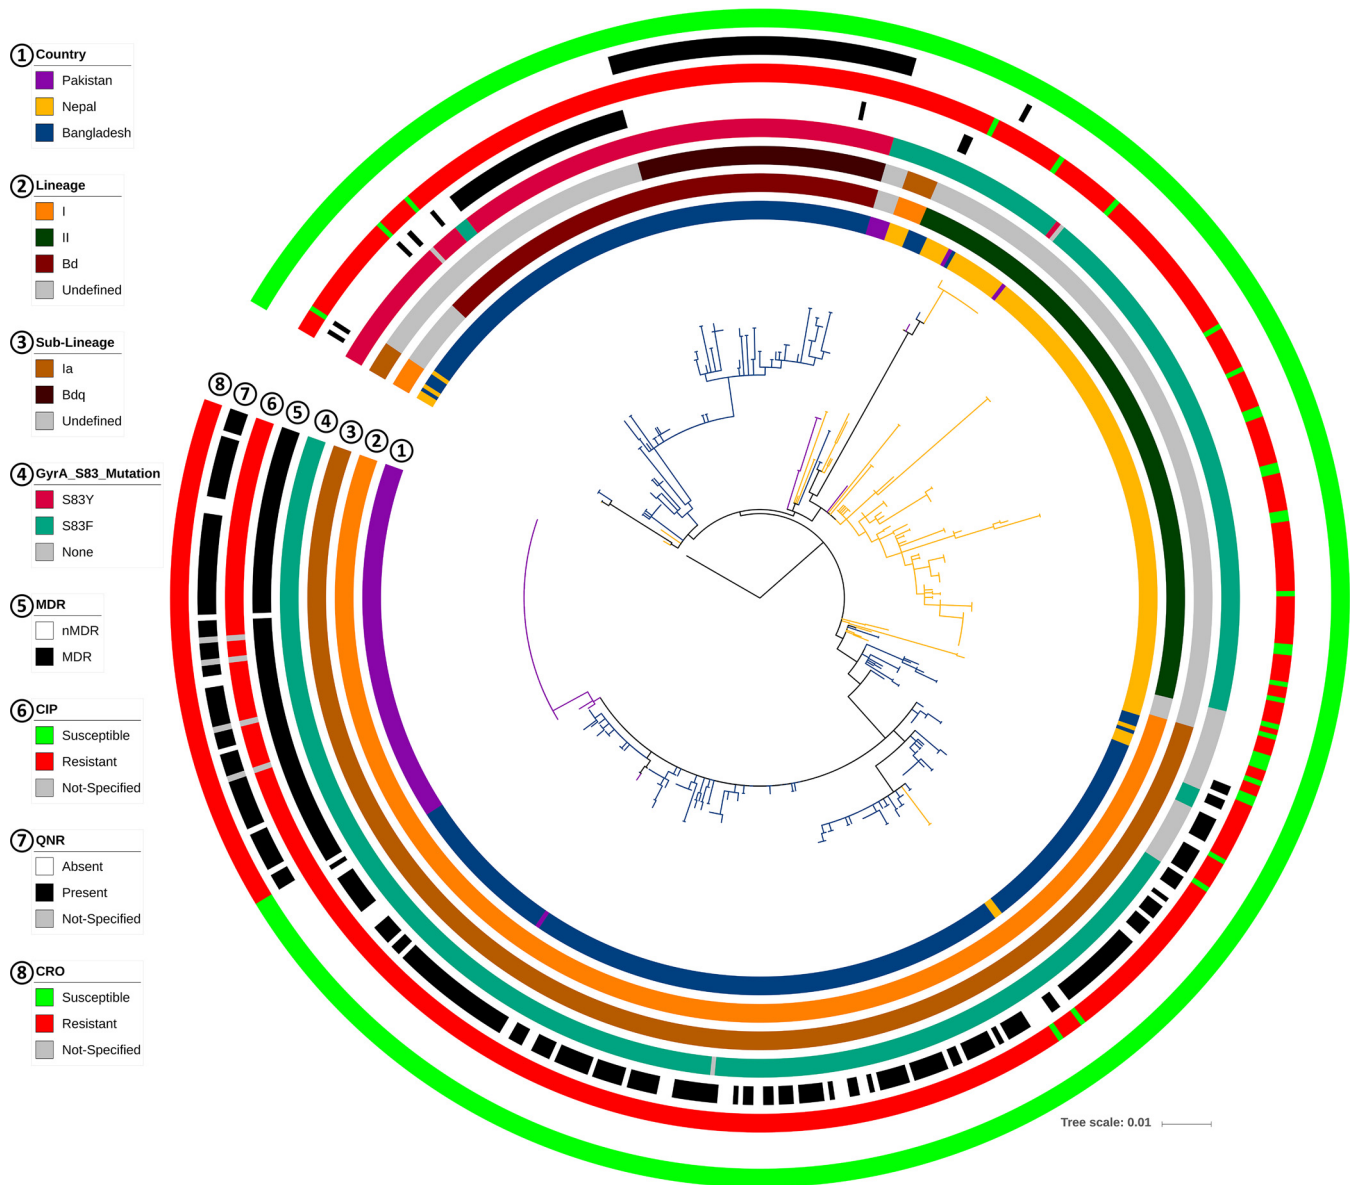 ① Country
Pakistan
Nepal
Bangladesh
② Lineage
I
II
Bd
Undefined
③ Sub-Lineage
Ia
Bdq
Undefined
④ GyrA_S83_Mutation
S83Y
S83F
None
⑤ MDR
nMDR
MDR
⑥ CIP
Susceptible
Resistant
Not-Specified
⑦ QNR
Absent
Present
Not-Specified
⑧ CRO
Susceptible
Resistant
Not-Specified
⑧ ⑦ ⑥ ⑤ ④ ③ ② ①
Tree scale: 0.01